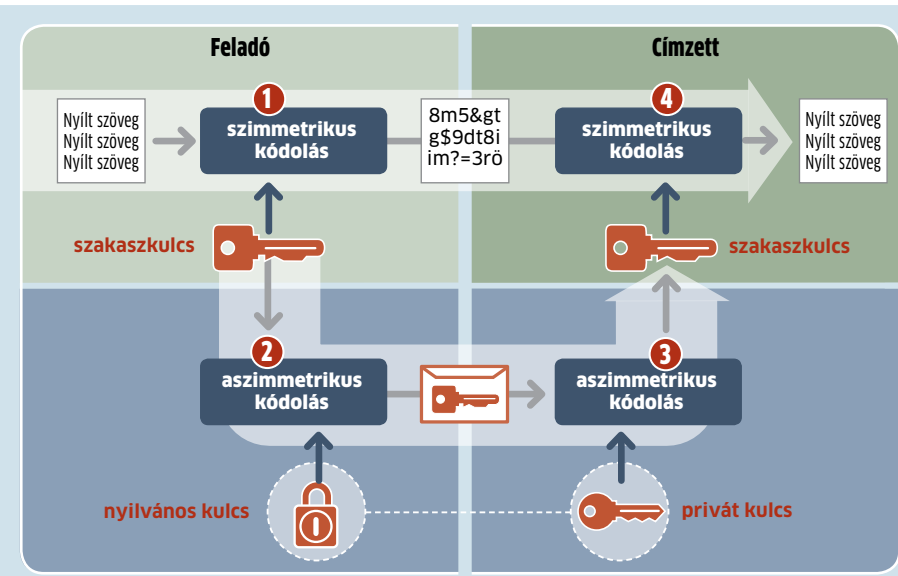 Feladó
Címzett
1
4
Nyílt szöveg
Nyílt szöveg
Nyílt szöveg
szimmetrikus
kódolás
8m5&gt
g$9dt8i
im?=3rö
szimmetrikus
kódolás
Nyílt szöveg
Nyílt szöveg
Nyílt szöveg
szakaszkulcs
szakaszkulcs
2
3
aszimmetrikus
kódolás
aszimmetrikus
kódolás
nyilvános kulcs
privát kulcs